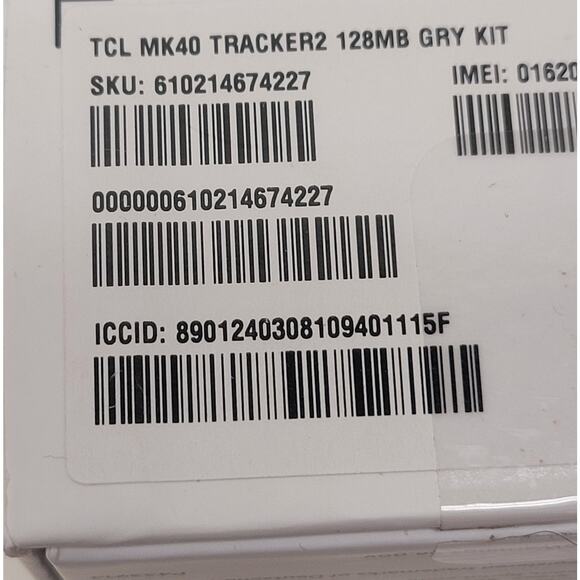 TCL MK40 TRACKER2 128MB GRY KIT
SKU: 610214674227
IMEI: 01620
000000610214674227
ICCID: 8901240308109401115F